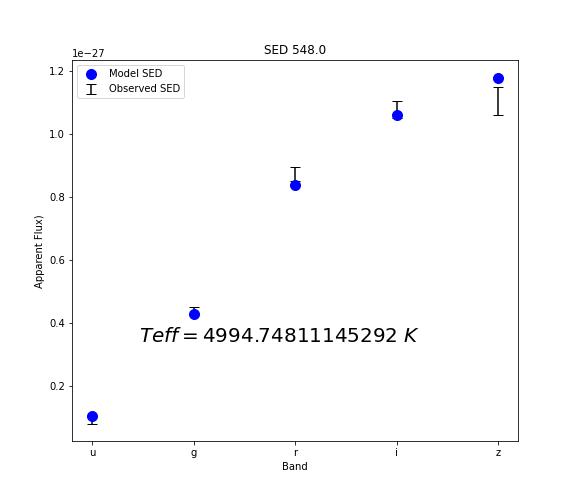 SED 548.0
1e−27
Model SED
Observed SED
1.2
1.0
0.8
0.6
0.4
0.2
Apparent Flux)
Teff = 4994.74811145292 K
u g r i z
Band